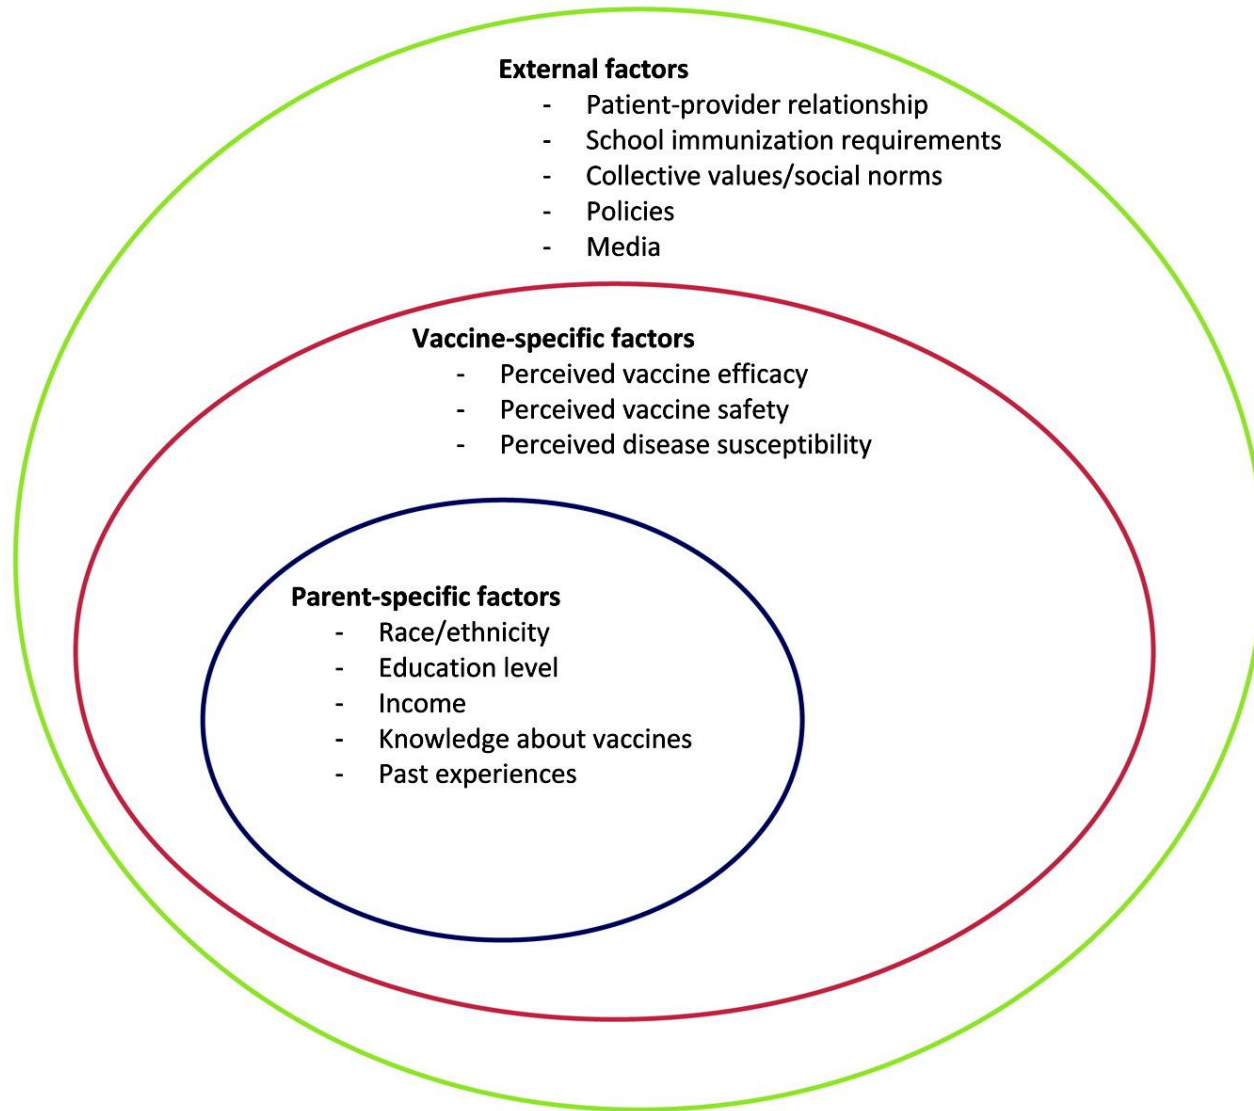 External factors
- Patient-provider relationship
- School immunization requirements
- Collective values/social norms
- Policies
- Media
Vaccine-specific factors
- Perceived vaccine efficacy
- Perceived vaccine safety
- Perceived disease susceptibility
Parent-specific factors
- Race/ethnicity
- Education level
- Income
- Knowledge about vaccines
- Past experiences